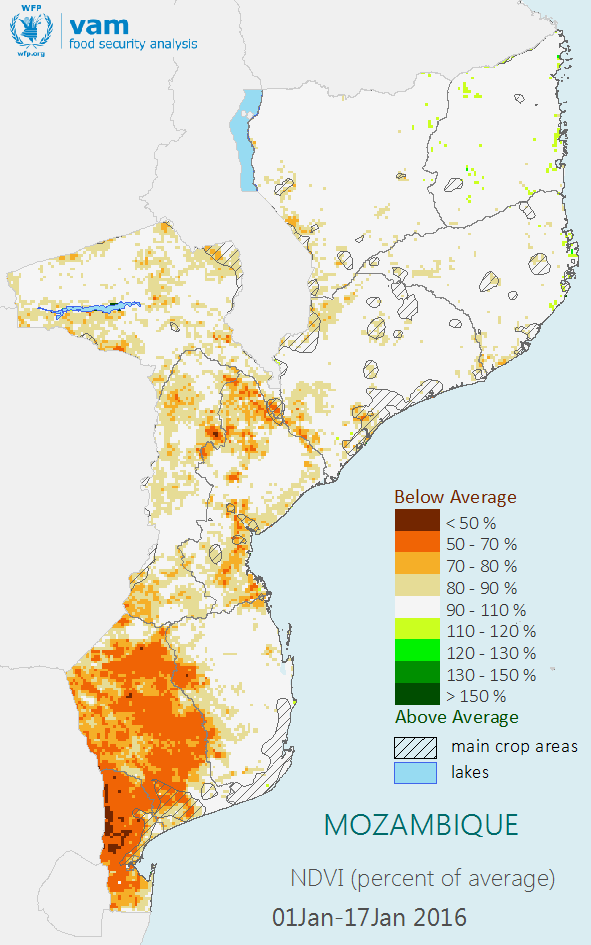 WFP
wfp.org
vam
food security analysis
Below Average
< 50 %
50 - 70 %
70 - 80 %
80 - 90 %
90 - 110 %
110 - 120 %
120 - 130 %
130 - 150 %
> 150 %
Above Average
main crop areas
lakes
MOZAMBIQUE
NDVI (percent of average)
01Jan-17Jan 2016